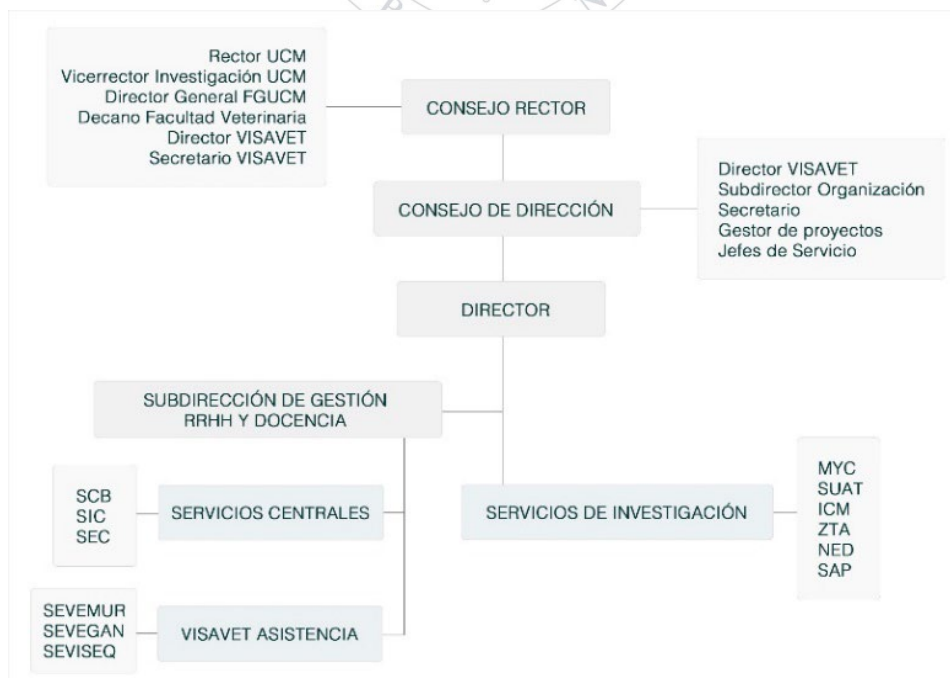 Rector UCM
Vicerrector Investigación UCM
Director General FGUCM
Decano Facultad Veterinaria
Director VISAVET
Secretario VISAVET
CONSEJO RECTOR
CONSEJO DE DIRECCIÓN
Director VISAVET
Subdirector Organización
Secretario
Gestor de proyectos
Jefes de Servicio
DIRECTOR
SUBDIRECCIÓN DE GESTIÓN
RRHH Y DOCENCIA
SCB
SIC
SEC
SERVICIOS CENTRALES
SERVICIOS DE INVESTIGACIÓN
MYC
SUAT
ICM
ZTA
NED
SAP
SEVEMUR
SEVEGAN
SEVISEQ
VISAVET ASISTENCIA